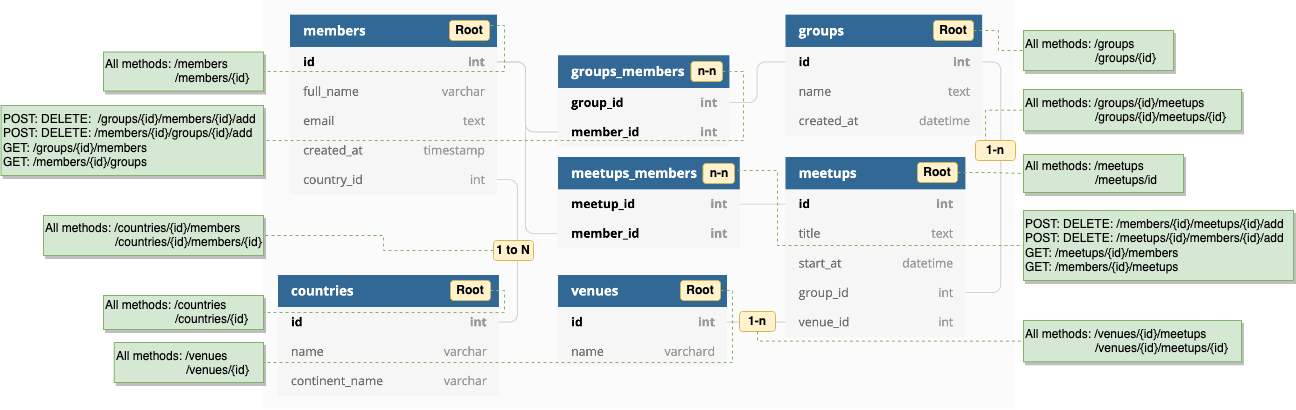 members Root
id int
full_name varchar
email text
created_at timestamp
country_id int
groups_members n-n
group_id int
member_id int
groups Root
id int
name text
created_at datetime
meetups_members n-n
meetup_id int
member_id int
meetups Root
id int
title text
start_at datetime
group_id int
venue_id int
countries Root
id int
name varchar
continent_name varchar
venues Root
id int
name varchard
1 to N
1-n
1-n
All methods: /members
/members/{id}
POST: DELETE: /groups/{id}/members/{id}/add
POST: DELETE: /members/{id}/groups/{id}/add
GET: /groups/{id}/members
GET: /members/{id}/groups
All methods: /countries/{id}/members
/countries/{id}/members/{id}
All methods: /countries
/countries/{id}
All methods: /venues
/venues/{id}
All methods: /groups
/groups/{id}
All methods: /groups/{id}/meetups
/groups/{id}/meetups/{id}
All methods: /meetups
/meetups/id
POST: DELETE: /members/{id}/meetups/{id}/add
POST: DELETE: /meetups/{id}/members/{id}/add
GET: /meetups/{id}/members
GET: /members/{id}/meetups
All methods: /venues/{id}/meetups
/venues/{id}/meetups/{id}